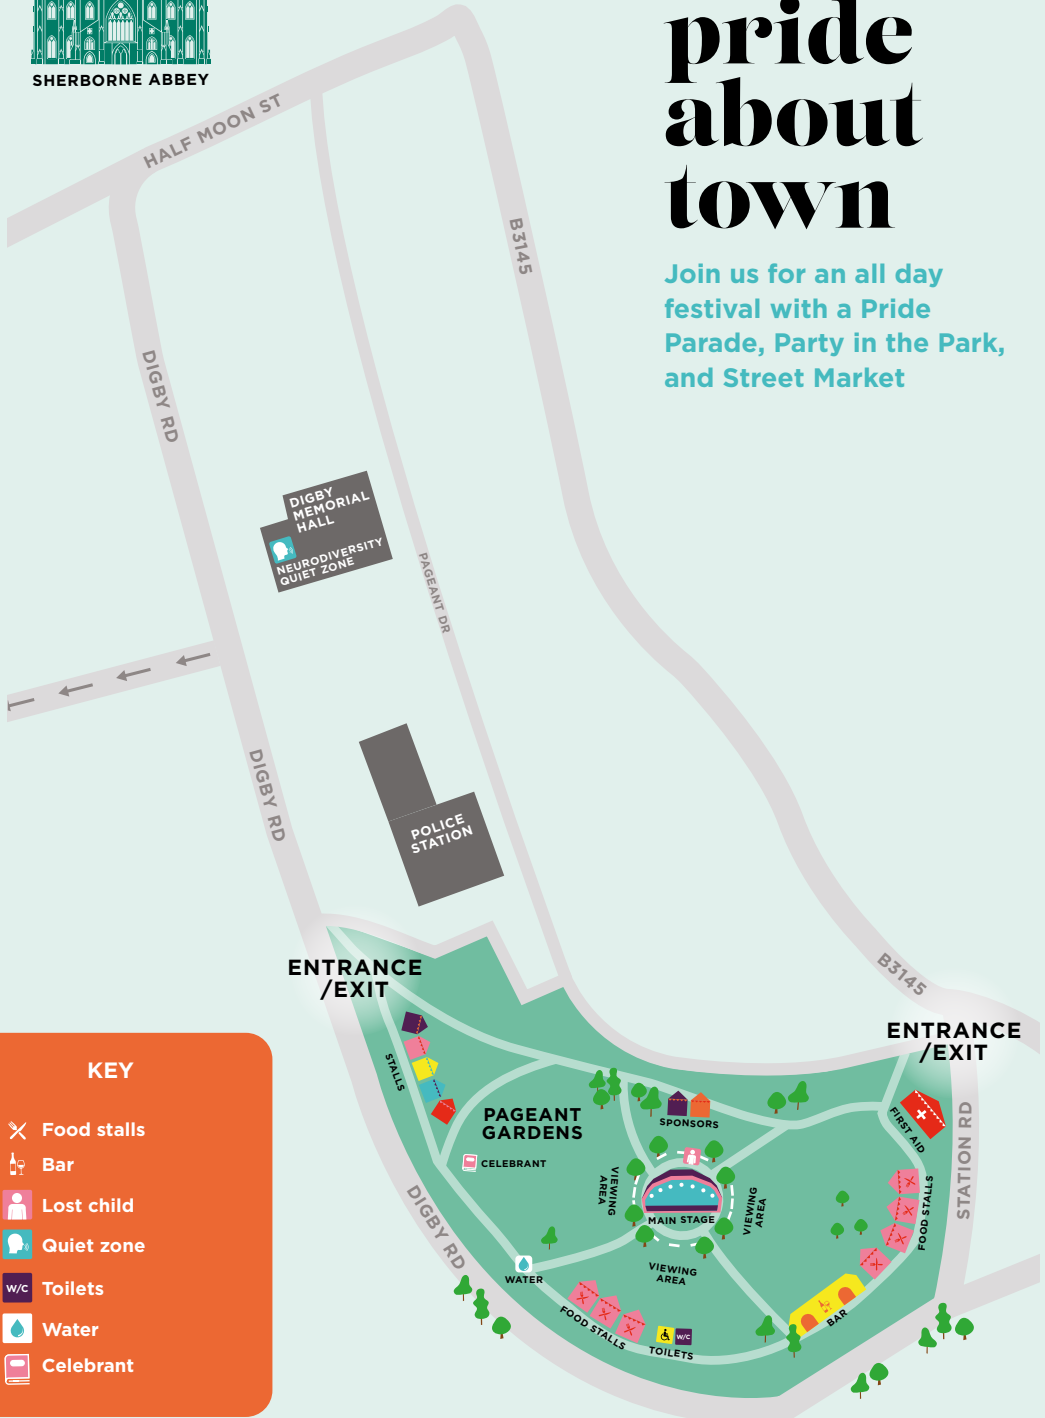 pride
about
town
Join us for an all day
festival with a Pride
Parade, Party in the Park,
and Street Market
SHERBORNE ABBEY
HALF MOON ST
B3145
DIGBY RD
DIGBY
MEMORIAL
HALL
NEURODIVERSITY
QUIET ZONE
PAGEANT DR
DIGBY RD
POLICE
STATION
B3145
ENTRANCE
/EXIT
ENTRANCE
/EXIT
STALLS
PAGEANT
GARDENS
SPONSORS
FIRST AID
STATION RD
CELEBRANT
VIEWING
AREA
MAIN STAGE
VIEWING
AREA
FOOD STALLS
DIGBY RD
VIEWING
AREA
WATER
FOOD STALLS
W/C
TOILETS
BAR
KEY
Food stalls
Bar
Lost child
Quiet zone
W/C Toilets
Water
Celebrant